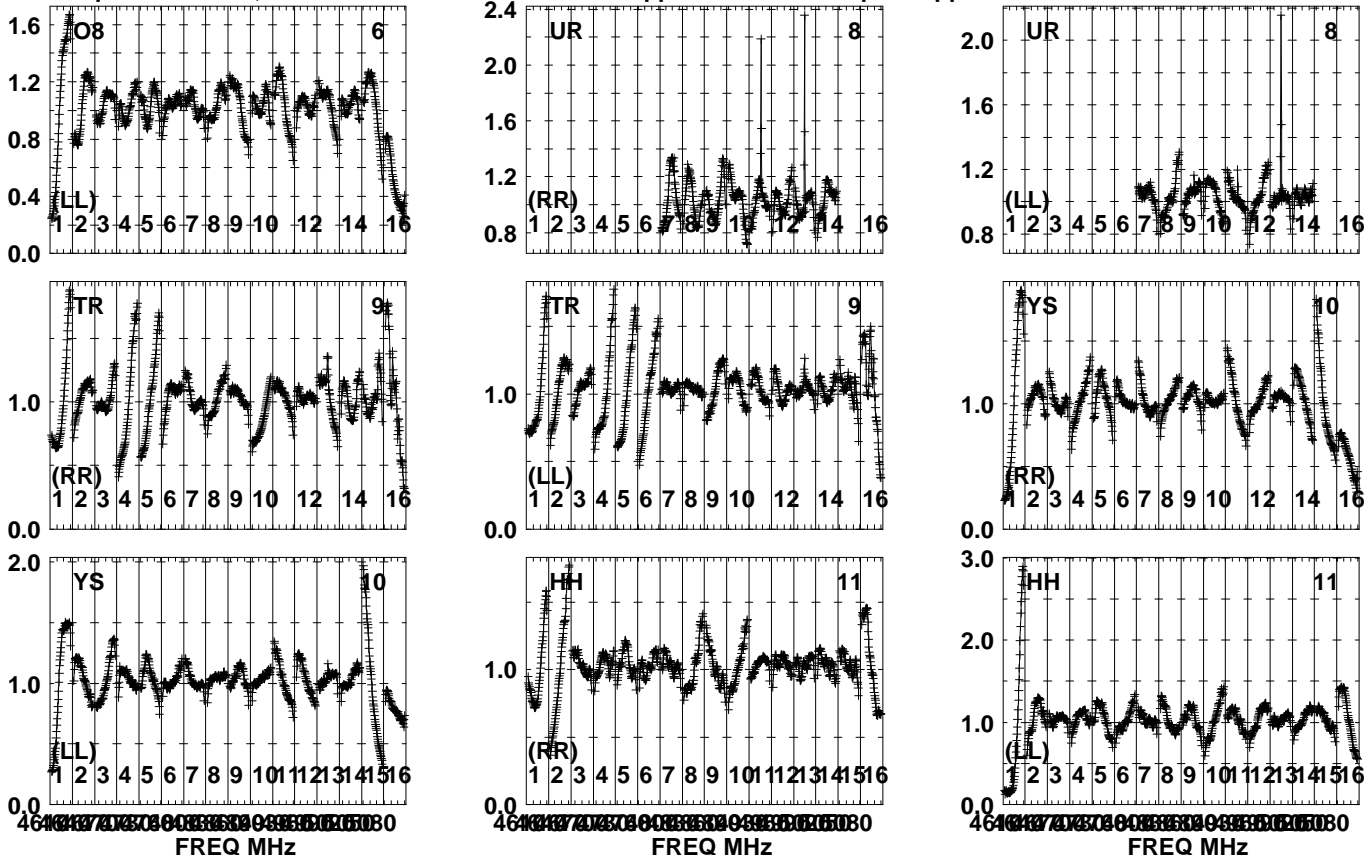 1.6
O8 6
1.2
0.8
0.4
(LL)
1 2 3 4 5 6 7 8 9 10 12 14 16
0.0
2.4
UR 8
2.0
1.6
1.2
(RR)
0.8
1 2 3 4 5 6 7 8 9 10 12 14 16
UR 8
2.0
1.6
1.2
(LL)
0.8
1 2 3 4 5 6 7 8 9 10 12 14 16
TR 9
1.0
(RR)
1 2 3 4 5 6 7 8 9 10 12 14 16
0.0
TR 9
1.0
(LL)
1 2 3 4 5 6 7 8 9 10 12 14 16
0.0
YS 10
1.0
(RR)
1 2 3 4 5 6 7 8 9 10 12 14 16
0.0
2.0
YS 10
1.0
(LL)
1 2 3 4 5 6 7 8 9 10 11 12 13 14 15 16
0.0
FREQ MHz
HH 11
1.0
(RR)
1 2 3 4 5 6 7 8 9 10 11 12 13 14 15 16
0.0
FREQ MHz
3.0
HH 11
2.0
1.0
(LL)
1 2 3 4 5 6 7 8 9 10 11 12 13 14 15 16
0.0
FREQ MHz